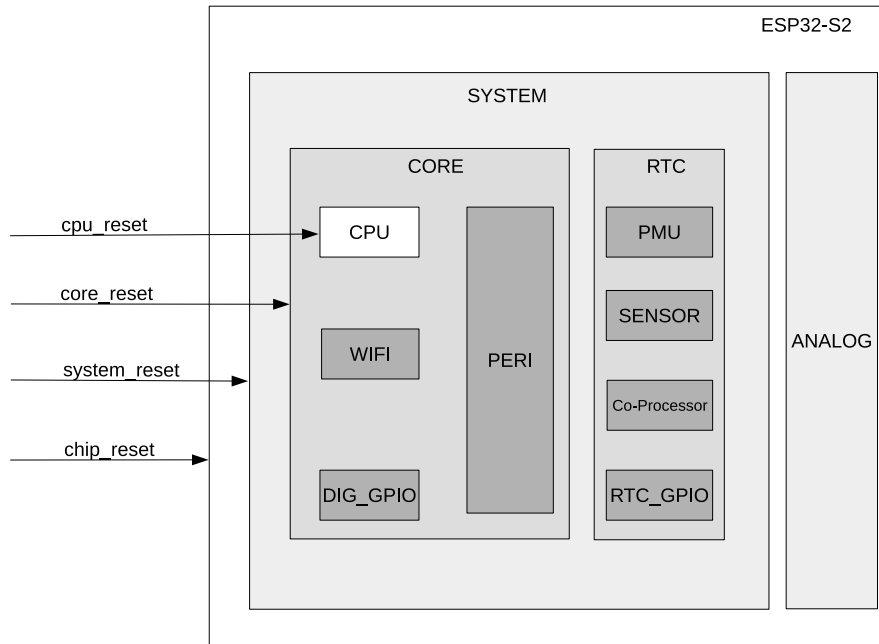 ESP32-S2
SYSTEM
CORE
RTC
cpu_reset
CPU
PMU
core_reset
SENSOR
WIFI
PERI
ANALOG
system_reset
Co-Processor
chip_reset
DIG_GPIO
RTC_GPIO